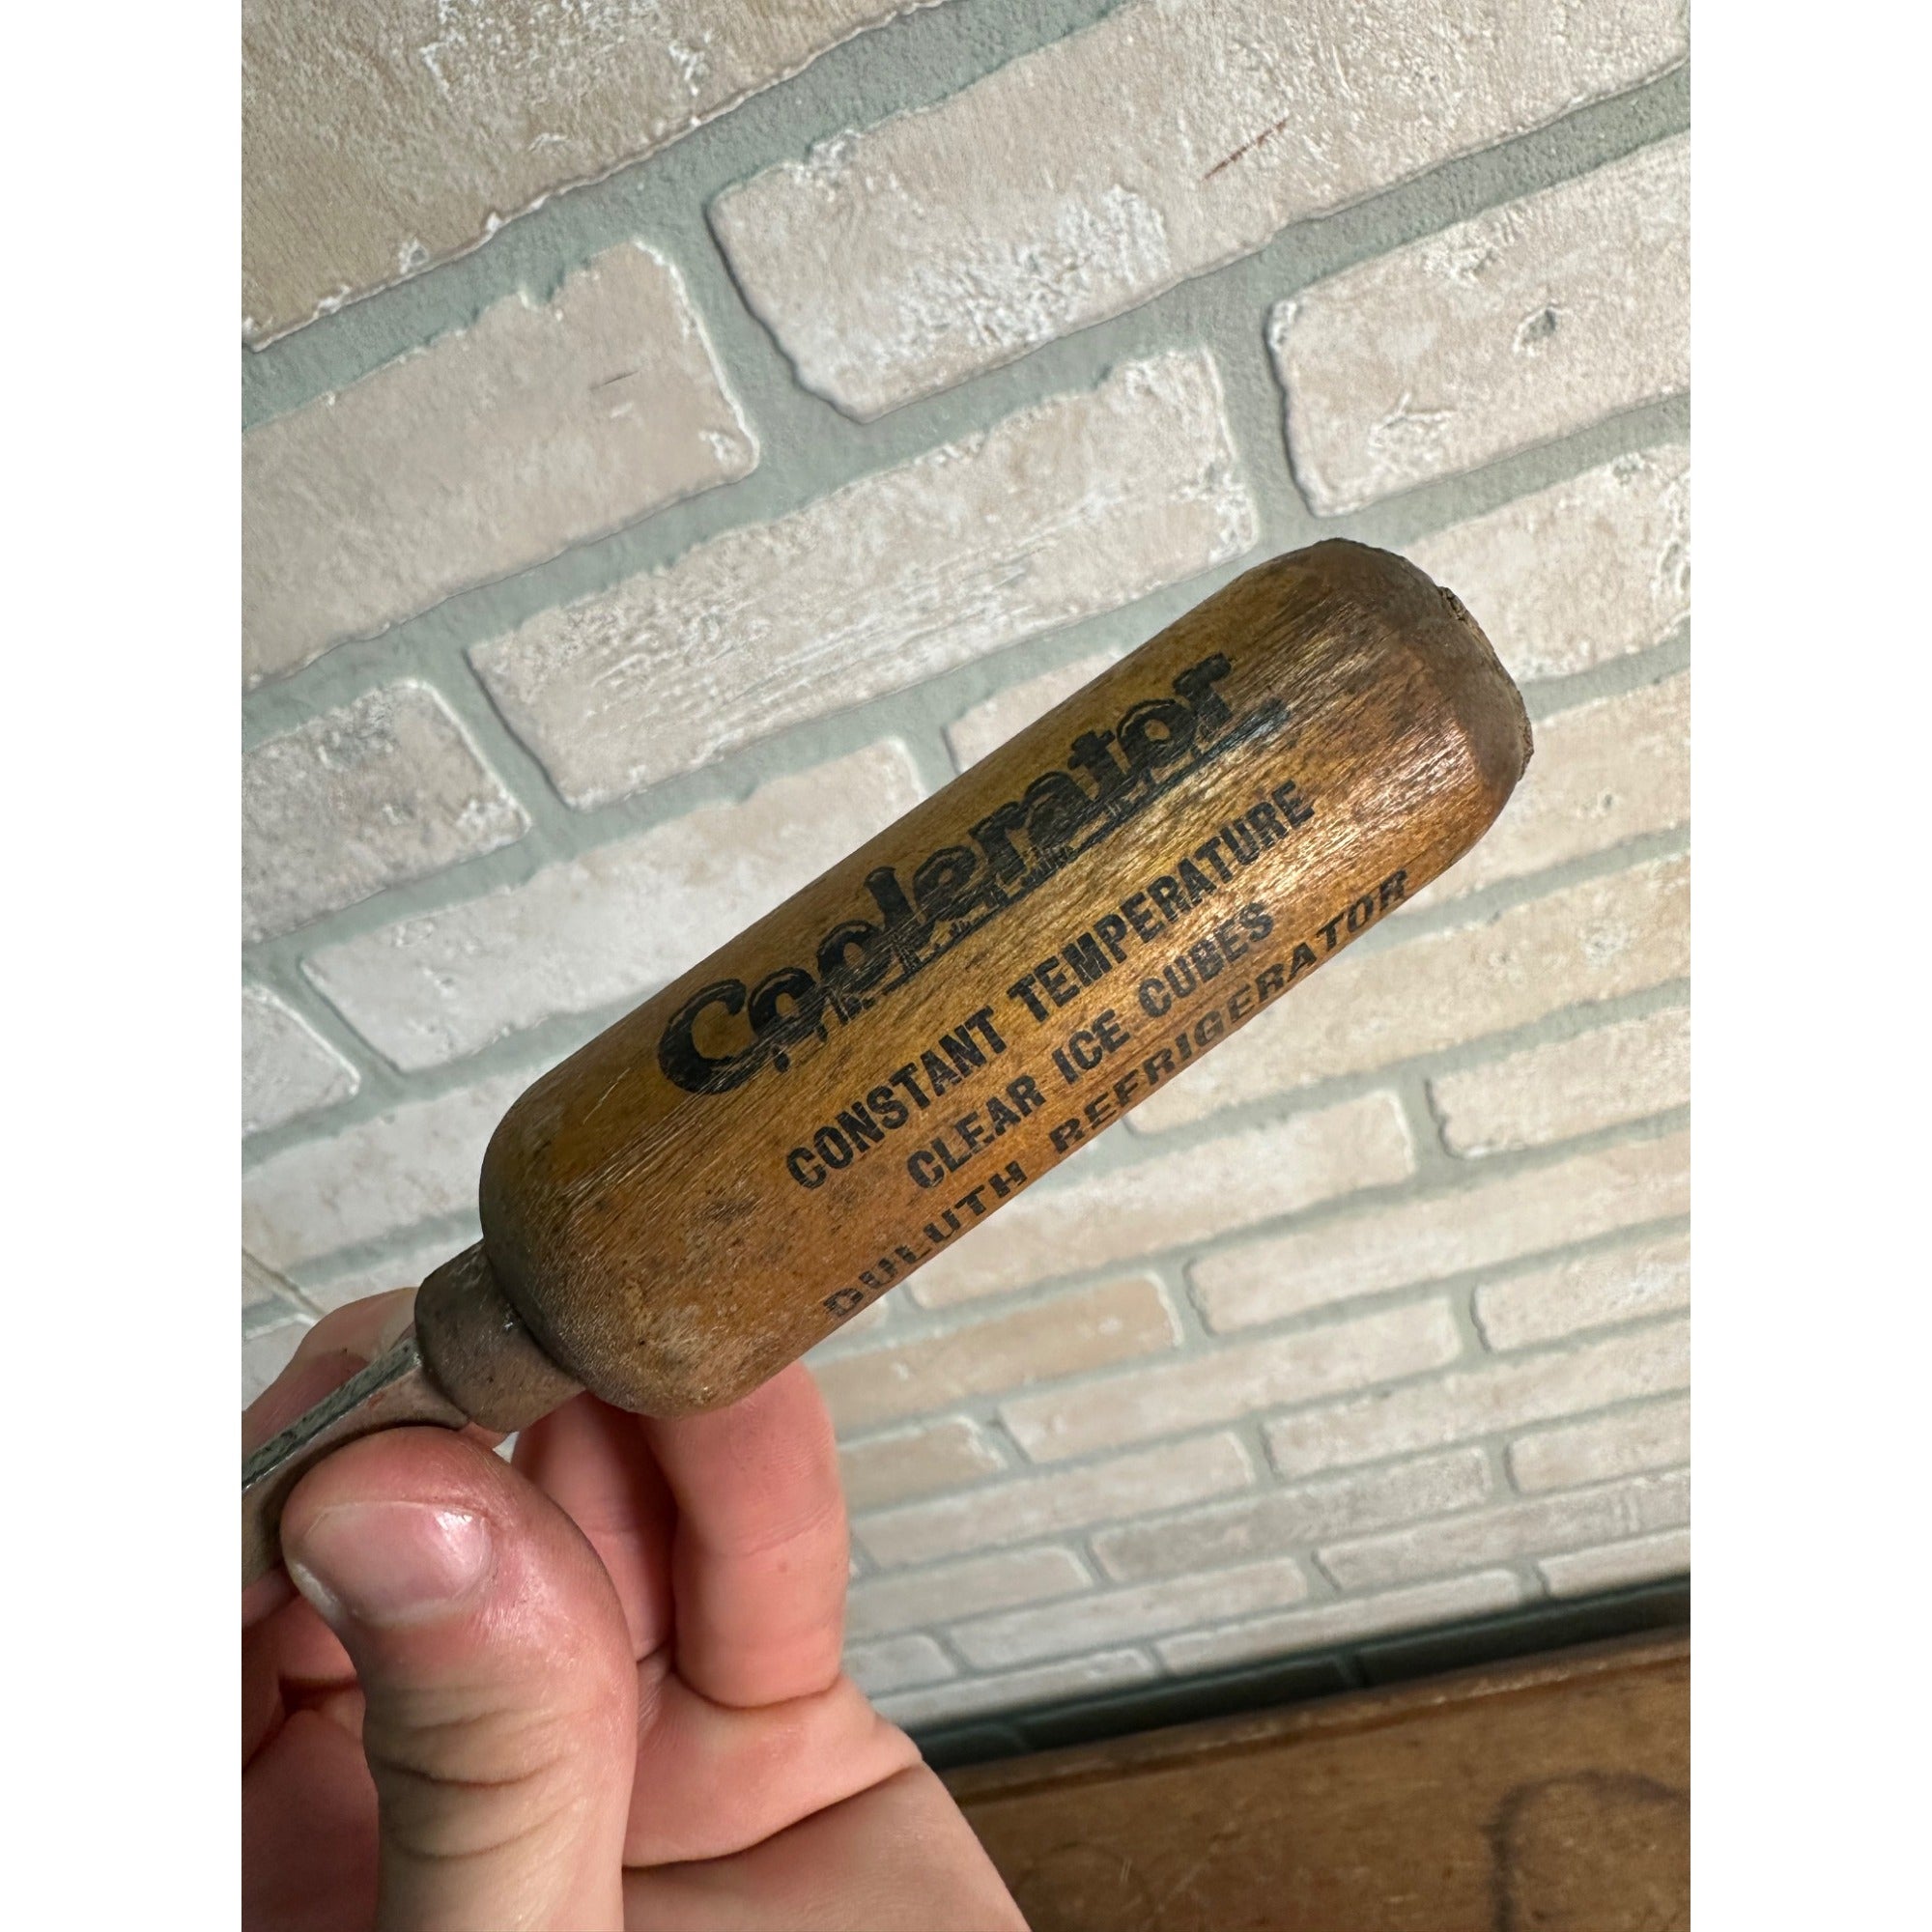 Coolerator
CONSTANT TEMPERATURE
CLEAR ICE CUBES
DULUTH REFRIGERATOR